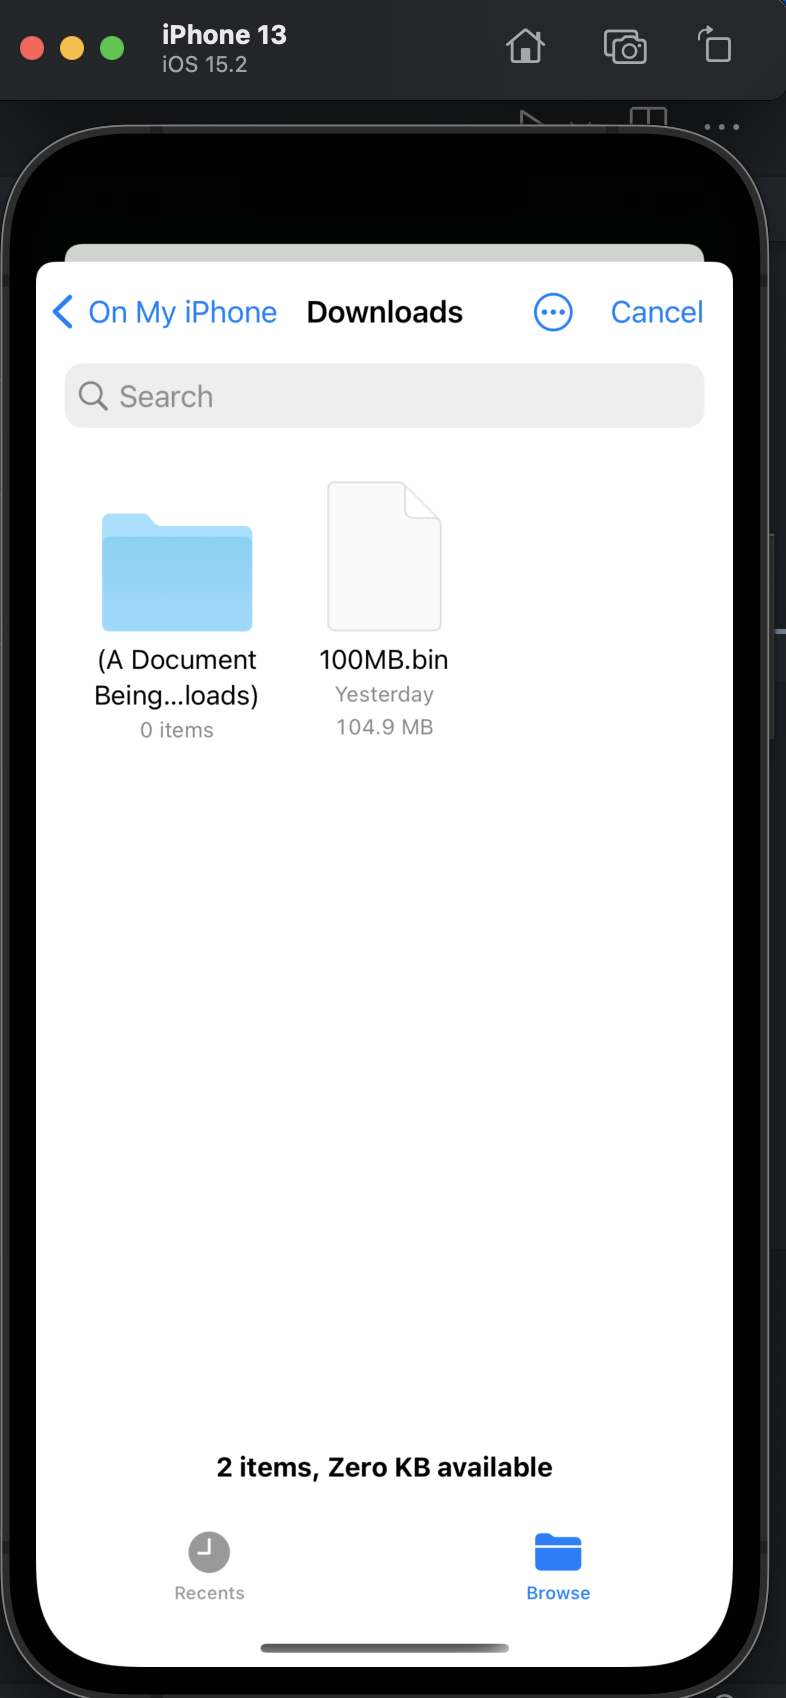 iPhone 13
iOS 15.2
On My iPhone
Downloads
Cancel
Search
(A Document
Being...loads)
0 items
100MB.bin
Yesterday
104.9 MB
2 items, Zero KB available
Recents
Browse